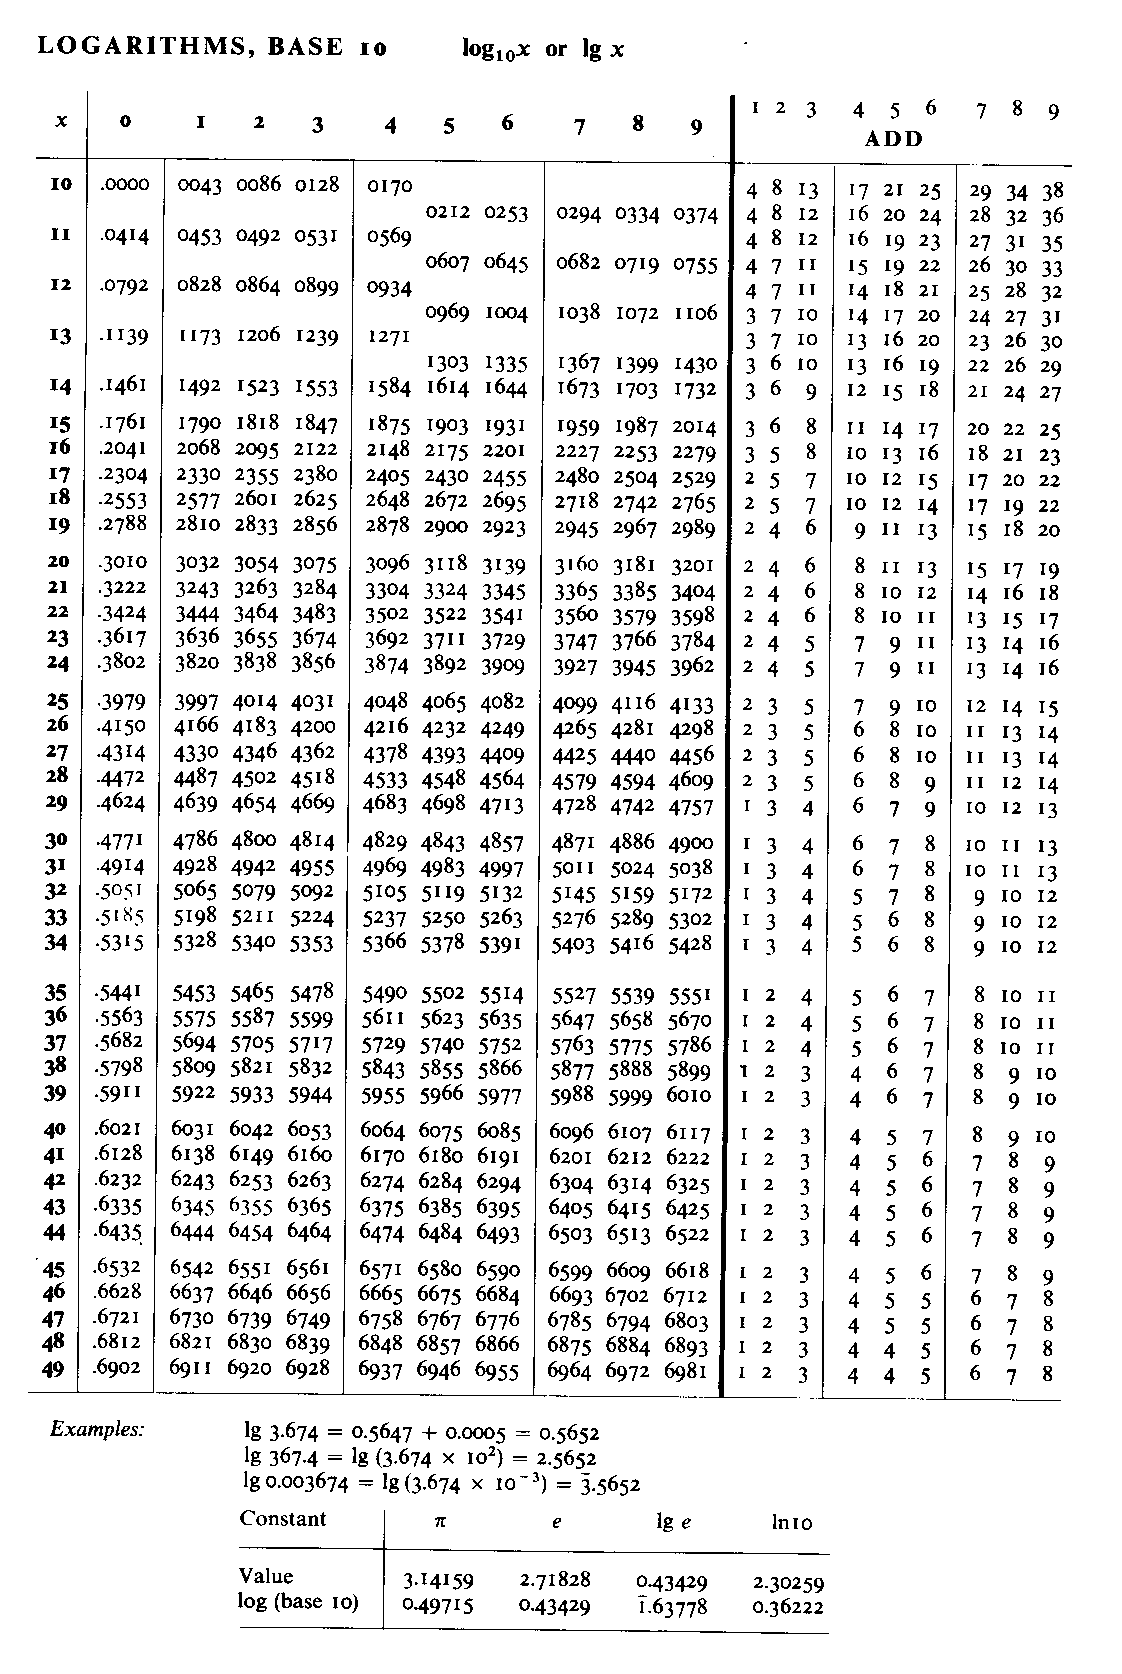 LOGARITHMS, BASE 10 log₁₀x or lg x
x 0 1 2 3 4 5 6 7 8 9 1 2 3 4 5 6 7 8 9
ADD
10 .0000 0043 0086 0128 0170 4 8 13 17 21 25 29 34 38
0212 0253 0294 0334 0374 4 8 12 16 20 24 28 32 36
11 .0414 0453 0492 0531 0569 4 8 12 16 19 23 27 31 35
0607 0645 0682 0719 0755 4 7 11 15 19 22 26 30 33
12 .0792 0828 0864 0899 0934 4 7 11 14 18 21 25 28 32
0969 1004 1038 1072 1106 3 7 10 14 17 20 24 27 31
13 .1139 1173 1206 1239 1271 3 7 10 13 16 20 23 26 30
1303 1335 1367 1399 1430 3 6 10 13 16 19 22 26 29
14 .1461 1492 1523 1553 1584 1614 1644 1673 1703 1732 3 6 9 12 15 18 21 24 27
15 .1761 1790 1818 1847 1875 1903 1931 1959 1987 2014 3 6 8 11 14 17 20 22 25
16 .2041 2068 2095 2122 2148 2175 2201 2227 2253 2279 3 5 8 10 13 16 18 21 23
17 .2304 2330 2355 2380 2405 2430 2455 2480 2504 2529 2 5 7 10 12 15 17 20 22
18 .2553 2577 2601 2625 2648 2672 2695 2718 2742 2765 2 5 7 10 12 14 17 19 22
19 .2788 2810 2833 2856 2878 2900 2923 2945 2967 2989 2 4 6 9 11 13 15 18 20
20 .3010 3032 3054 3075 3096 3118 3139 3160 3181 3201 2 4 6 8 11 13 15 17 19
21 .3222 3243 3263 3284 3304 3324 3345 3365 3385 3404 2 4 6 8 10 12 14 16 18
22 .3424 3444 3464 3483 3502 3522 3541 3560 3579 3598 2 4 6 8 10 11 13 15 17
23 .3617 3636 3655 3674 3692 3711 3729 3747 3766 3784 2 4 5 7 9 11 13 14 16
24 .3802 3820 3838 3856 3874 3892 3909 3927 3945 3962 2 4 5 7 9 11 13 14 16
25 .3979 3997 4014 4031 4048 4065 4082 4099 4116 4133 2 3 5 7 9 10 12 14 15
26 .4150 4166 4183 4200 4216 4232 4249 4265 4281 4298 2 3 5 6 8 10 11 13 14
27 .4314 4330 4346 4362 4378 4393 4409 4425 4440 4456 2 3 5 6 8 10 11 13 14
28 .4472 4487 4502 4518 4533 4548 4564 4579 4594 4609 2 3 5 6 8 9 11 12 14
29 .4624 4639 4654 4669 4683 4698 4713 4728 4742 4757 1 3 4 6 7 9 10 12 13
30 .4771 4786 4800 4814 4829 4843 4857 4871 4886 4900 1 3 4 6 7 8 10 11 13
31 .4914 4928 4942 4955 4969 4983 4997 5011 5024 5038 1 3 4 6 7 8 10 11 13
32 .5051 5065 5079 5092 5105 5119 5132 5145 5159 5172 1 3 4 5 7 8 9 10 12
33 .5185 5198 5211 5224 5237 5250 5263 5276 5289 5302 1 3 4 5 6 8 9 10 12
34 .5315 5328 5340 5353 5366 5378 5391 5403 5416 5428 1 3 4 5 6 8 9 10 12
35 .5441 5453 5465 5478 5490 5502 5514 5527 5539 5551 1 2 4 5 6 7 8 10 11
36 .5563 5575 5587 5599 5611 5623 5635 5647 5658 5670 1 2 4 5 6 7 8 10 11
37 .5682 5694 5705 5717 5729 5740 5752 5763 5775 5786 1 2 4 5 6 7 8 10 11
38 .5798 5809 5821 5832 5843 5855 5866 5877 5888 5899 1 2 3 4 6 7 8 9 10
39 .5911 5922 5933 5944 5955 5966 5977 5988 5999 6010 1 2 3 4 6 7 8 9 10
40 .6021 6031 6042 6053 6064 6075 6085 6096 6107 6117 1 2 3 4 5 7 8 9 10
41 .6128 6138 6149 6160 6170 6180 6191 6201 6212 6222 1 2 3 4 5 6 7 8 9
42 .6232 6243 6253 6263 6274 6284 6294 6304 6314 6325 1 2 3 4 5 6 7 8 9
43 .6335 6345 6355 6365 6375 6385 6395 6405 6415 6425 1 2 3 4 5 6 7 8 9
44 .6435 6444 6454 6464 6474 6484 6493 6503 6513 6522 1 2 3 4 5 6 7 8 9
45 .6532 6542 6551 6561 6571 6580 6590 6599 6609 6618 1 2 3 4 5 6 7 8 9
46 .6628 6637 6646 6656 6665 6675 6684 6693 6702 6712 1 2 3 4 5 5 6 7 8
47 .6721 6730 6739 6749 6758 6767 6776 6785 6794 6803 1 2 3 4 5 5 6 7 8
48 .6812 6821 6830 6839 6848 6857 6866 6875 6884 6893 1 2 3 4 4 5 6 7 8
49 .6902 6911 6920 6928 6937 6946 6955 6964 6972 6981 1 2 3 4 4 5 6 7 8
Examples: lg 3·674 = 0·5647 + 0·0005 = 0·5652
lg 367·4 = lg (3·674 × 10²) = 2·5652
lg 0·003674 = lg (3·674 × 10⁻³) = 3̄·5652
Constant π e lg e ln10
Value 3·14159 2·71828 0·43429 2·30259
log (base 10) 0·49715 0·43429 1̄·63778 0·36222